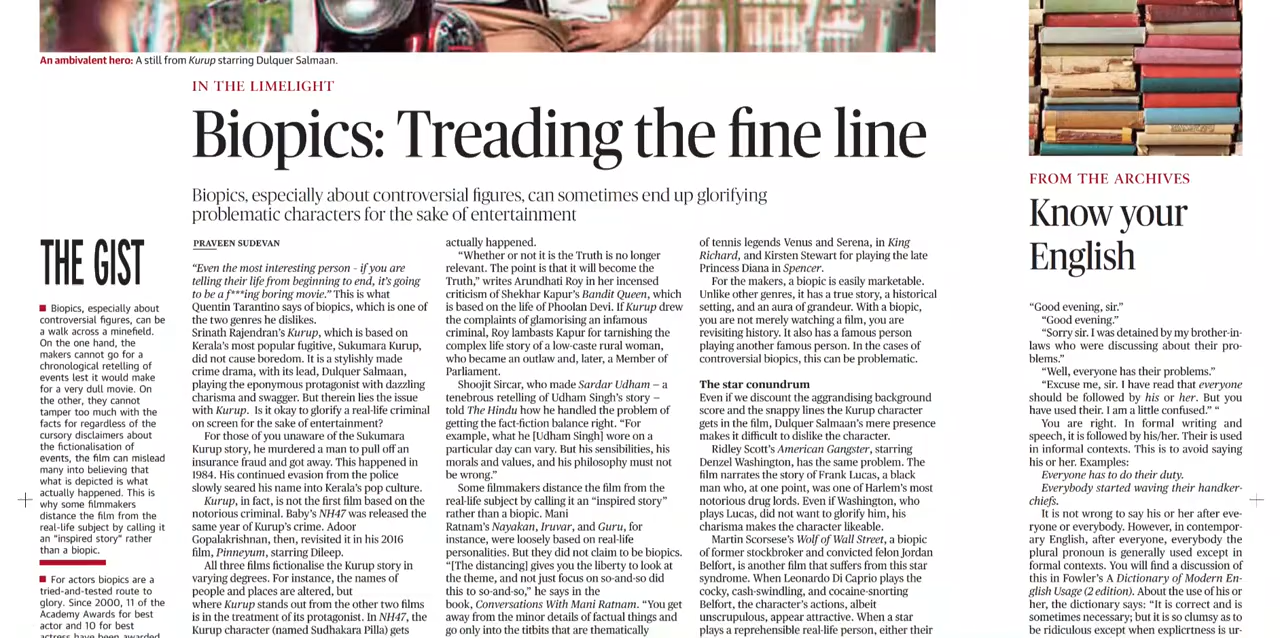 An ambivalent hero: A still from Kurup starring Dulquer Salmaan.
IN THE LIMELIGHT
Biopics: Treading the fine line
Biopics, especially about controversial figures, can sometimes end up glorifying
problematic characters for the sake of entertainment
THE GIST
■ Biopics, especially about
controversial figures, can be
a walk across a minefield.
On the one hand, the
makers cannot go for a
chronological retelling of
events lest it would make
for a very dull movie. On
the other, they cannot
tamper too much with the
facts for regardless of the
cursory disclaimers about
the fictionalisation of
events, the film can mislead
many into believing that
what is depicted is what
actually happened. This is
why some filmmakers
distance the film from the
real-life subject by calling it
an “inspired story” rather
than a biopic.
■ For actors biopics are a
tried-and-tested route to
glory. Since 2000, 11 of the
Academy Awards for best
actor and 10 for best
actress have been awarded
PRAVEEN SUDEVAN
“Even the most interesting person - if you are
telling their life from beginning to end, it’s going
to be a f***ing boring movie.” This is what
Quentin Tarantino says of biopics, which is one of
the two genres he dislikes.
Srinath Rajendran’s Kurup, which is based on
Kerala’s most popular fugitive, Sukumara Kurup,
did not cause boredom. It is a stylishly made
crime drama, with its lead, Dulquer Salmaan,
playing the eponymous protagonist with dazzling
charisma and swagger. But therein lies the issue
with Kurup. Is it okay to glorify a real-life criminal
on screen for the sake of entertainment?
For those of you unaware of the Sukumara
Kurup story, he murdered a man to pull off an
insurance fraud and got away. This happened in
1984. His continued evasion from the police
slowly seared his name into Kerala’s pop culture.
Kurup, in fact, is not the first film based on the
notorious criminal. Baby’s NH47 was released the
same year of Kurup’s crime. Adoor
Gopalakrishnan, then, revisited it in his 2016
film, Pinneyum, starring Dileep.
All three films fictionalise the Kurup story in
varying degrees. For instance, the names of
people and places are altered, but
where Kurup stands out from the other two films
is in the treatment of its protagonist. In NH47, the
Kurup character (named Sudhakara Pilla) gets
actually happened.
“Whether or not it is the Truth is no longer
relevant. The point is that it will become the
Truth,” writes Arundhati Roy in her incensed
criticism of Shekhar Kapur’s Bandit Queen, which
is based on the life of Phoolan Devi. If Kurup drew
the complaints of glamorising an infamous
criminal, Roy lambasts Kapur for tarnishing the
complex life story of a low-caste rural woman,
who became an outlaw and, later, a Member of
Parliament.
Shoojit Sircar, who made Sardar Udham — a
tenebrous retelling of Udham Singh’s story —
told The Hindu how he handled the problem of
getting the fact-fiction balance right. “For
example, what he [Udham Singh] wore on a
particular day can vary. But his sensibilities, his
morals and values, and his philosophy must not
be wrong.”
Some filmmakers distance the film from the
real-life subject by calling it an “inspired story”
rather than a biopic. Mani
Ratnam’s Nayakan, Iruvar, and Guru, for
instance, were loosely based on real-life
personalities. But they did not claim to be biopics.
“[The distancing] gives you the liberty to look at
the theme, and not just focus on so-and-so did
this to so-and-so,” he says in the
book, Conversations With Mani Ratnam. “You get
away from the minor details of factual things and
go only into the titbits that are thematically
of tennis legends Venus and Serena, in King
Richard, and Kirsten Stewart for playing the late
Princess Diana in Spencer.
For the makers, a biopic is easily marketable.
Unlike other genres, it has a true story, a historical
setting, and an aura of grandeur. With a biopic,
you are not merely watching a film, you are
revisiting history. It also has a famous person
playing another famous person. In the cases of
controversial biopics, this can be problematic.
The star conundrum
Even if we discount the aggrandising background
score and the snappy lines the Kurup character
gets in the film, Dulquer Salmaan’s mere presence
makes it difficult to dislike the character.
Ridley Scott’s American Gangster, starring
Denzel Washington, has the same problem. The
film narrates the story of Frank Lucas, a black
man who, at one point, was one of Harlem’s most
notorious drug lords. Even if Washington, who
plays Lucas, did not want to glorify him, his
charisma makes the character likeable.
Martin Scorsese’s Wolf of Wall Street, a biopic
of former stockbroker and convicted felon Jordan
Belfort, is another film that suffers from this star
syndrome. When Leonardo Di Caprio plays the
cocky, cash-swindling, and cocaine-snorting
Belfort, the character’s actions, albeit
unscrupulous, appear attractive. When a star
plays a reprehensible real-life person, either their
FROM THE ARCHIVES
Know your
English
“Good evening, sir.”
“Good evening.”
“Sorry sir. I was detained by my brother-in-
laws who were discussing about their pro-
blems.”
“Well, everyone has their problems.”
“Excuse me, sir. I have read that everyone
should be followed by his or her. But you
have used their. I am a little confused.” “
You are right. In formal writing and
speech, it is followed by his/her. Their is used
in informal contexts. This is to avoid saying
his or her. Examples:
Everyone has to do their duty.
Everybody started waving their handker-
chiefs.
It is not wrong to say his or her after eve-
ryone or everybody. However, in contempor-
ary English, after everyone, everybody the
plural pronoun is generally used except in
formal contexts. You will find a discussion of
this in Fowler’s A Dictionary of Modern En-
glish Usage (2 edition). About the use of his or
her, the dictionary says: “It is correct and is
sometimes necessary; but it is so clumsy as to
be ridiculous except when explicitness is ur-